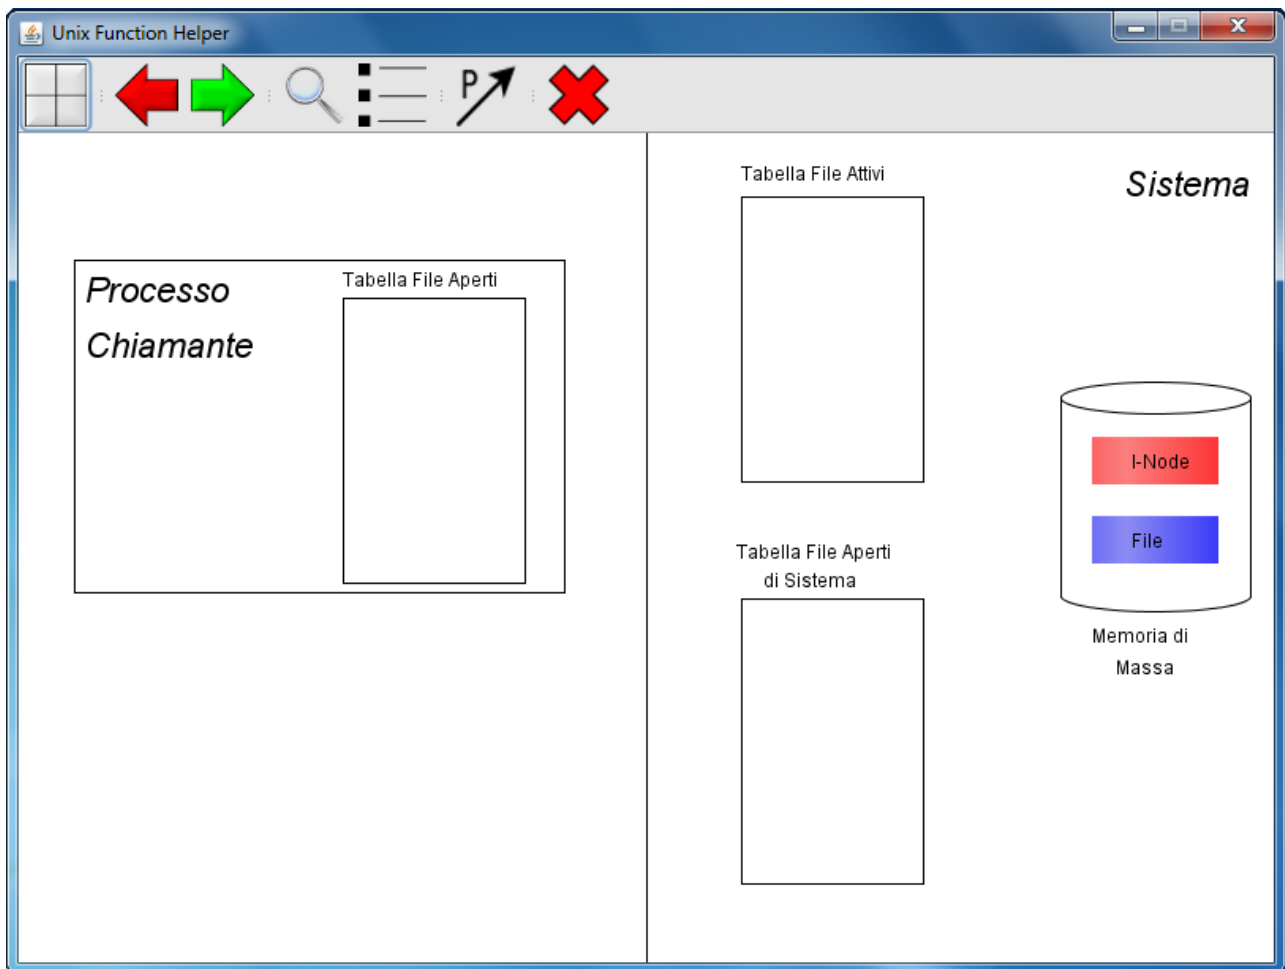 Unix Function Helper
P
Processo
Chiamante
Tabella File Aperti
Tabella File Attivi
Sistema
Tabella File Aperti
di Sistema
I-Node
File
Memoria di
Massa